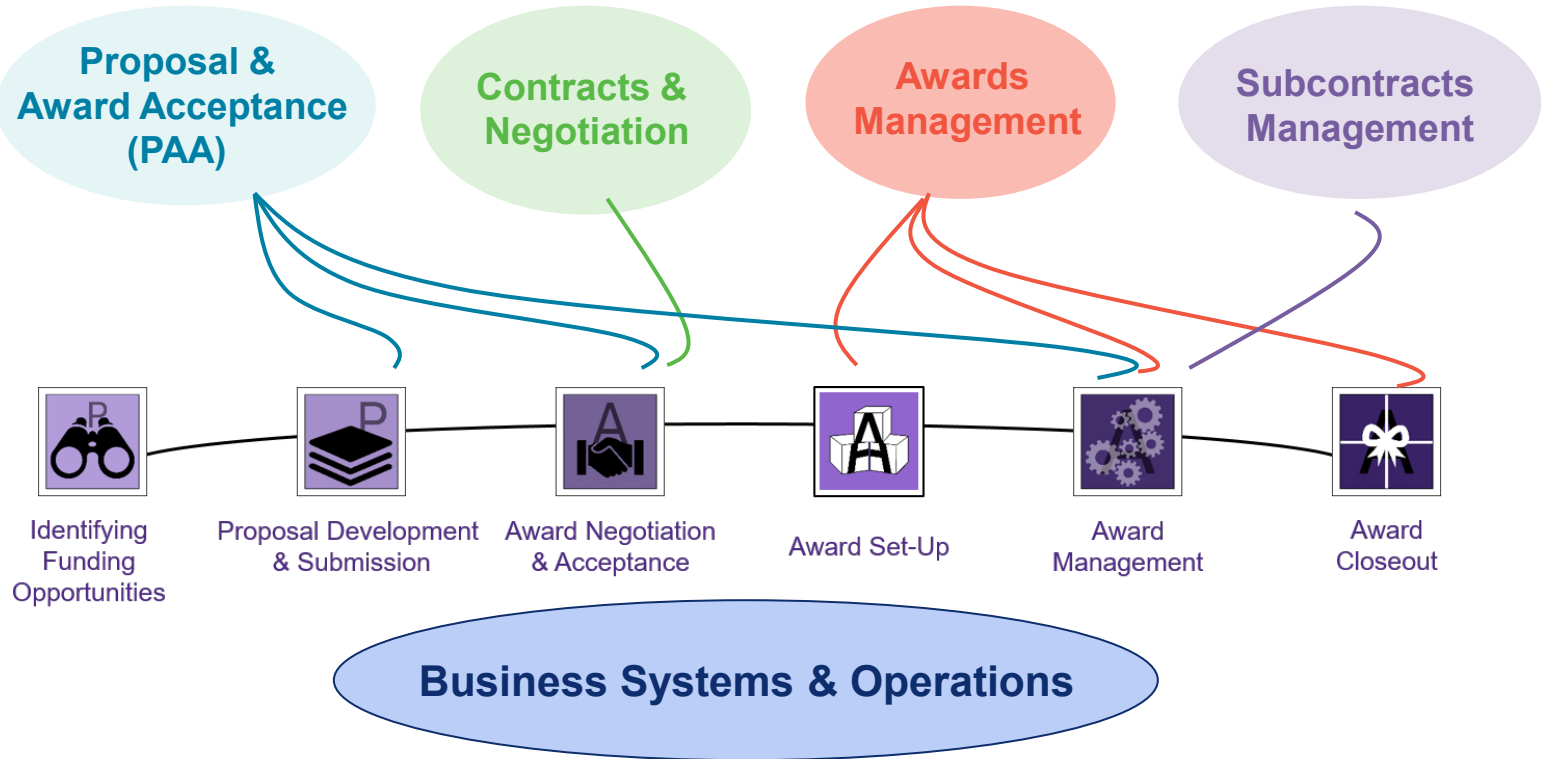 Proposal &
Award Acceptance
(PAA)
Contracts &
Negotiation
Awards
Management
Subcontracts
Management
P
P
A
A
A
A
Identifying
Funding
Opportunities
Proposal Development
& Submission
Award Negotiation
& Acceptance
Award Set-Up
Award
Management
Award
Closeout
Business Systems & Operations